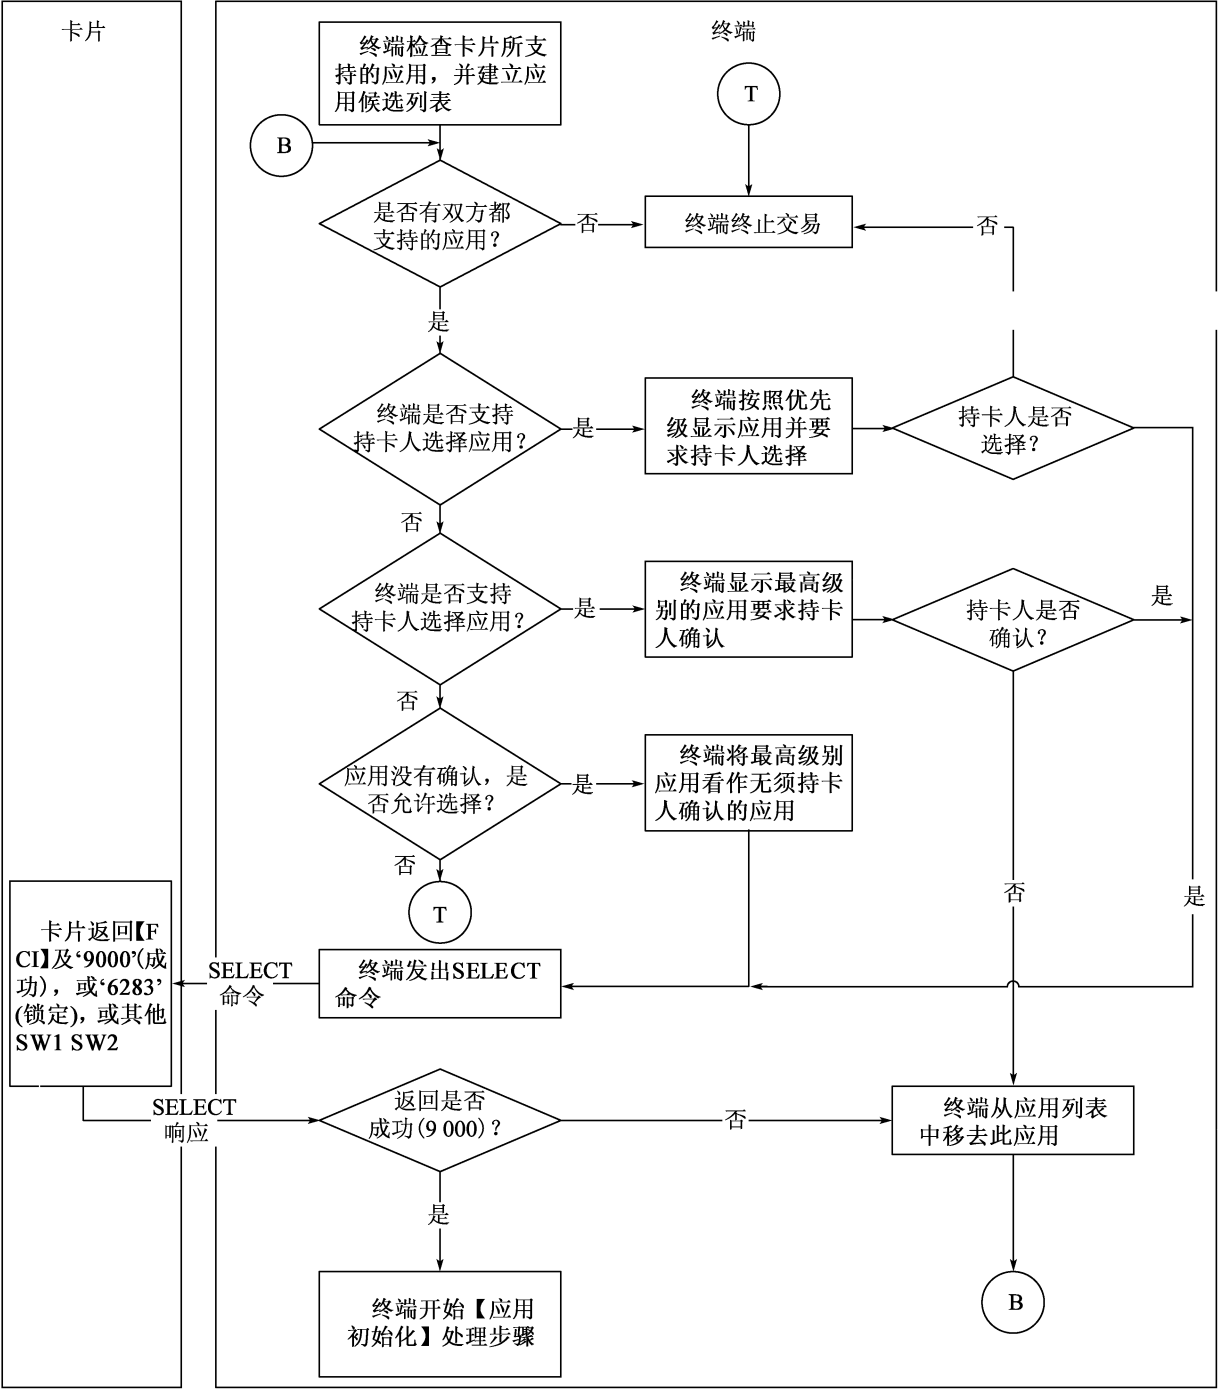 卡片
终端
终端检查卡片所支
持的应用，并建立应
用候选列表
T
B
是否有双方都
支持的应用？
否
终端终止交易
否
是
终端是否支持
持卡人选择应用？
是
终端按照优先
级显示应用并要
求持卡人选择
持卡人是否
选择？
否
终端是否支持
持卡人选择应用？
是
终端显示最高级
别的应用要求持卡
人确认
持卡人是否
确认？
是
否
应用没有确认，是
否允许选择？
是
终端将最高级别
应用看作无须持卡
人确认的应用
否
T
否
是
卡片返回【F
CI】及‘9000’(成
功)，或‘6283’
(锁定)，或其他
SW1 SW2
SELECT
命令
终端发出SELECT
命令
SELECT
响应
返回是否
成功(9 000)？
否
终端从应用列表
中移去此应用
是
终端开始【应用
初始化】处理步骤
B